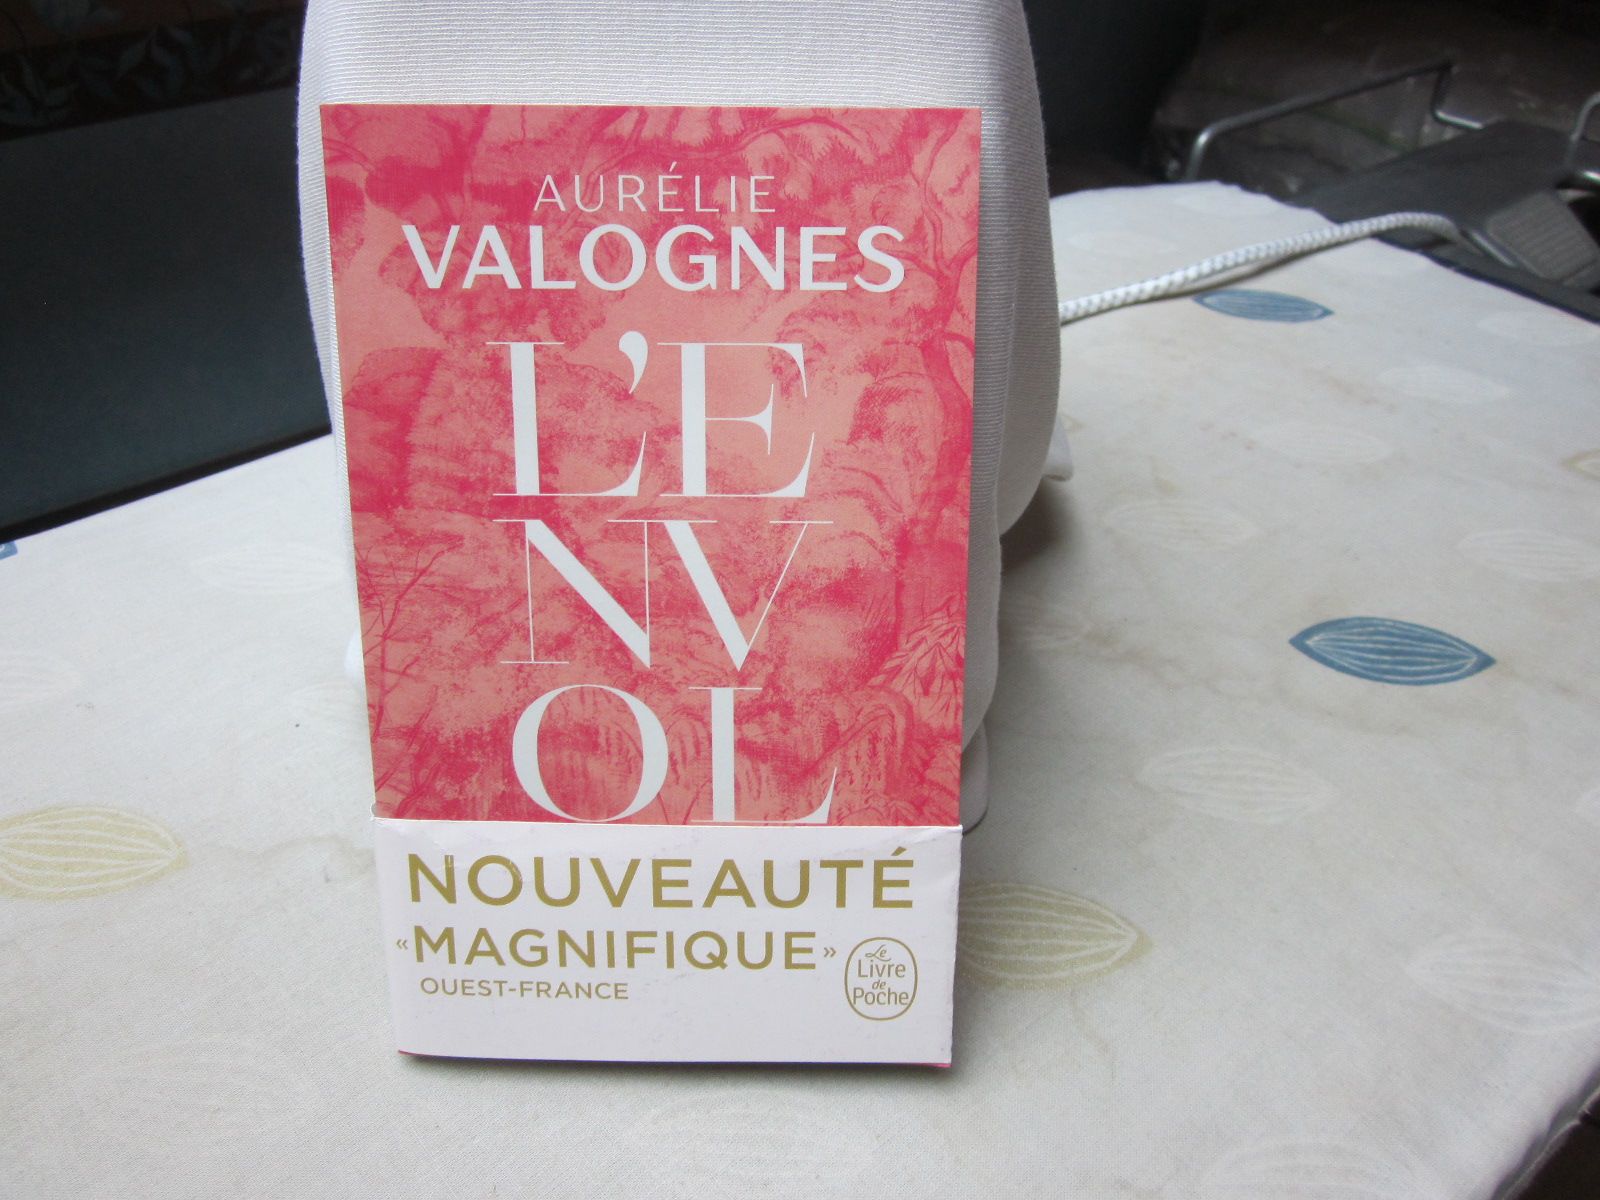 AURÉLIE
VALOGNES
L'E
NV
OL
NOUVEAUTÉ
«MAGNIFIQUE»
OUEST-FRANCE
Le
Livre
de
Poche